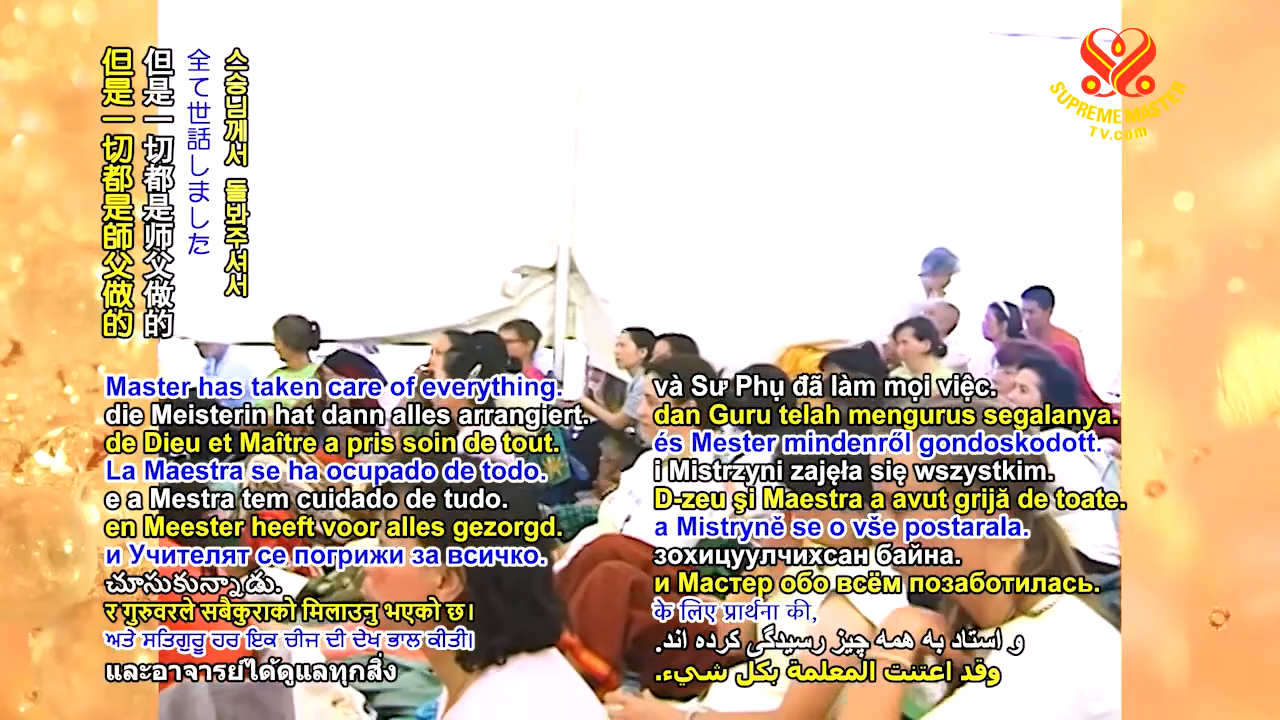 但是一切都是師父做的
但是一切都是师父做的
全て世話しました
스승님께서 돌봐주셔서
SUPREME MASTER
TV.com
Master has taken care of everything.
die Meisterin hat dann alles arrangiert.
de Dieu et Maître a pris soin de tout.
La Maestra se ha ocupado de todo.
e a Mestra tem cuidado de tudo.
en Meester heeft voor alles gezorgd.
и Учителят се погрижи за всичко.
చూసుకున్నాడు.
र गुरुवरले सबैकुराको मिलाउनु भएको छ।
ਅਤੇ ਸਤਿਗੁਰੂ ਹਰ ਇਕ ਚੀਜ ਦੀ ਦੇਖ ਭਾਲ ਕੀਤੀ।
และอาจารย์ได้ดูแลทุกสิ่ง
và Sư Phụ đã làm mọi việc.
dan Guru telah mengurus segalanya.
és Mester mindenről gondoskodott.
i Mistrzyni zajęła się wszystkim.
D-zeu şi Maestra a avut grijă de toate.
a Mistryně se o vše postarala.
зохицуулчихсан байна.
и Мастер обо всём позаботилась.
के लिए प्रार्थना की,
و استاد به همه چیز رسیدگی کرده اند.
وقد اعتنت المعلمة بكل شيء.